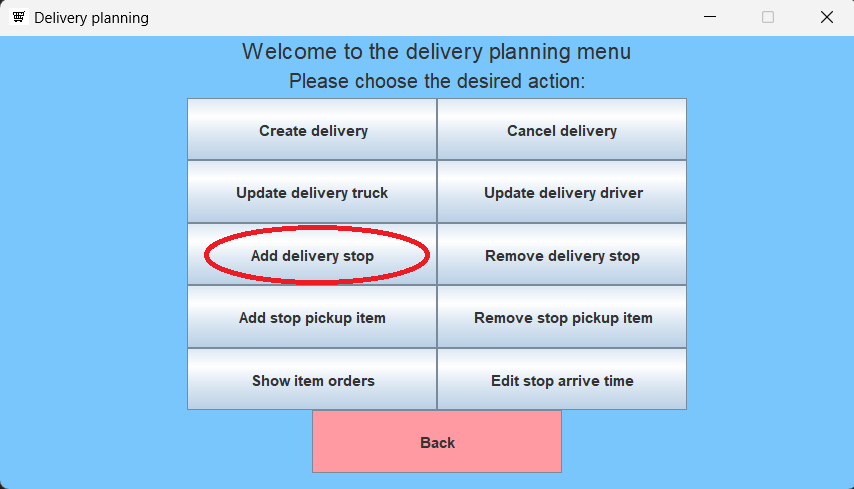 Delivery planning
Welcome to the delivery planning menu
Please choose the desired action:
Create delivery
Cancel delivery
Update delivery truck
Update delivery driver
Add delivery stop
Remove delivery stop
Add stop pickup item
Remove stop pickup item
Show item orders
Edit stop arrive time
Back